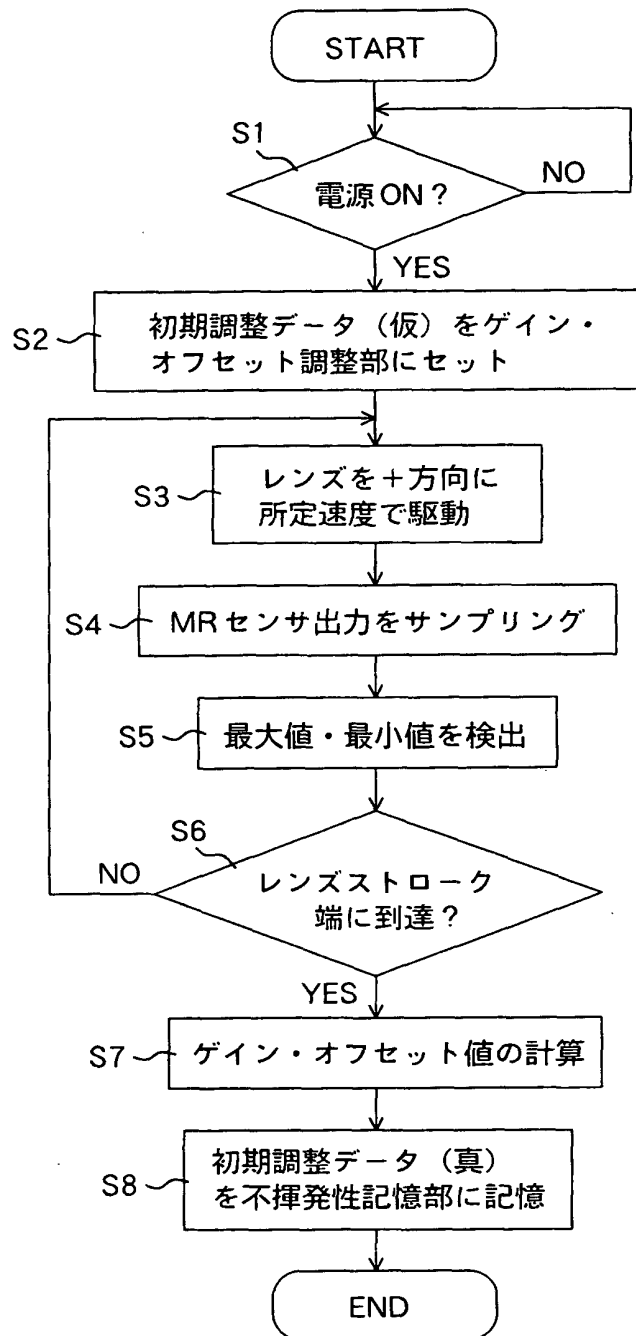 START
S1
電源ON？
NO
YES
S2
初期調整データ（仮）をゲイン・
オフセット調整部にセット
S3
レンズを＋方向に
所定速度で駆動
S4
MRセンサ出力をサンプリング
S5
最大値・最小値を検出
S6
NO
レンズストローク
端に到達？
YES
S7
ゲイン・オフセット値の計算
S8
初期調整データ（真）
を不揮発性記憶部に記憶
END